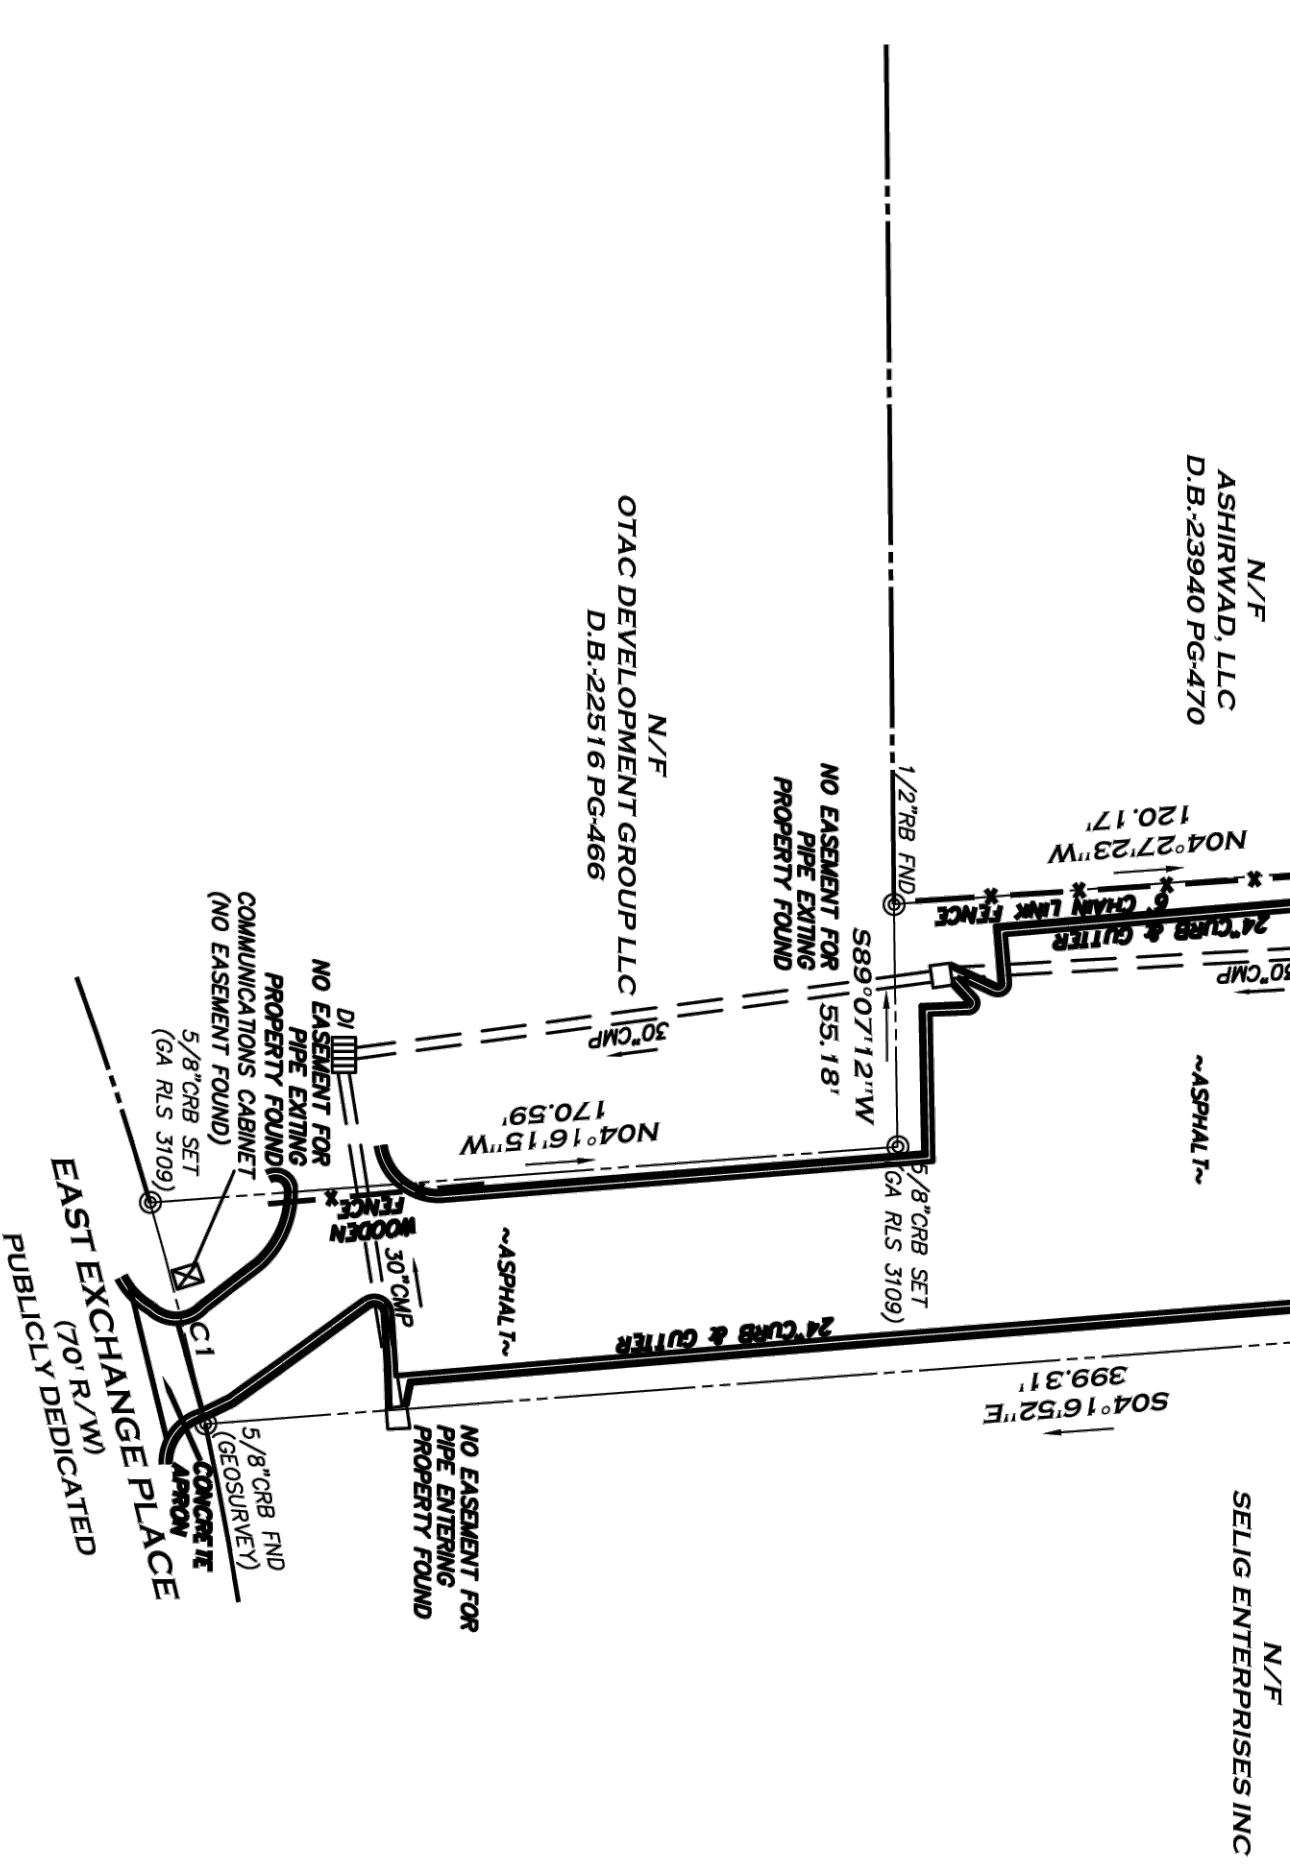 N/F
ASHIRWAD, LLC
D.B.-23940 PG-470
N/F
OTAC DEVELOPMENT GROUP LLC
D.B.-22516 PG-466
NO EASEMENT FOR
PIPE EXITING
PROPERTY FOUND
1/2"RB FND
N04°27'23"W
120.17'
6' CHAIN LINK FENCE
24"CURB & GUTTER
30"CMP
S89°07'12"W
55.18'
30"CMP
DI
NO EASEMENT FOR
PIPE EXITING
PROPERTY FOUND
COMMUNICATIONS CABINET
(NO EASEMENT FOUND)
5/8"CRB SET
(GA RLS 3109)
N04°16'15"W
170.59'
~ASPHALT~
WOODEN
FENCE
30"CMP
~ASPHALT~
5/8"CRB SET
(GA RLS 3109)
24"CURB & GUTTER
S04°16'52"E
399.31'
C1
EAST EXCHANGE PLACE
(70' R/W)
PUBLICLY DEDICATED
CONCRETE
APRON
5/8"CRB FND
(GEOSURVEY)
NO EASEMENT FOR
PIPE ENTERING
PROPERTY FOUND
N/F
SELIG ENTERPRISES INC